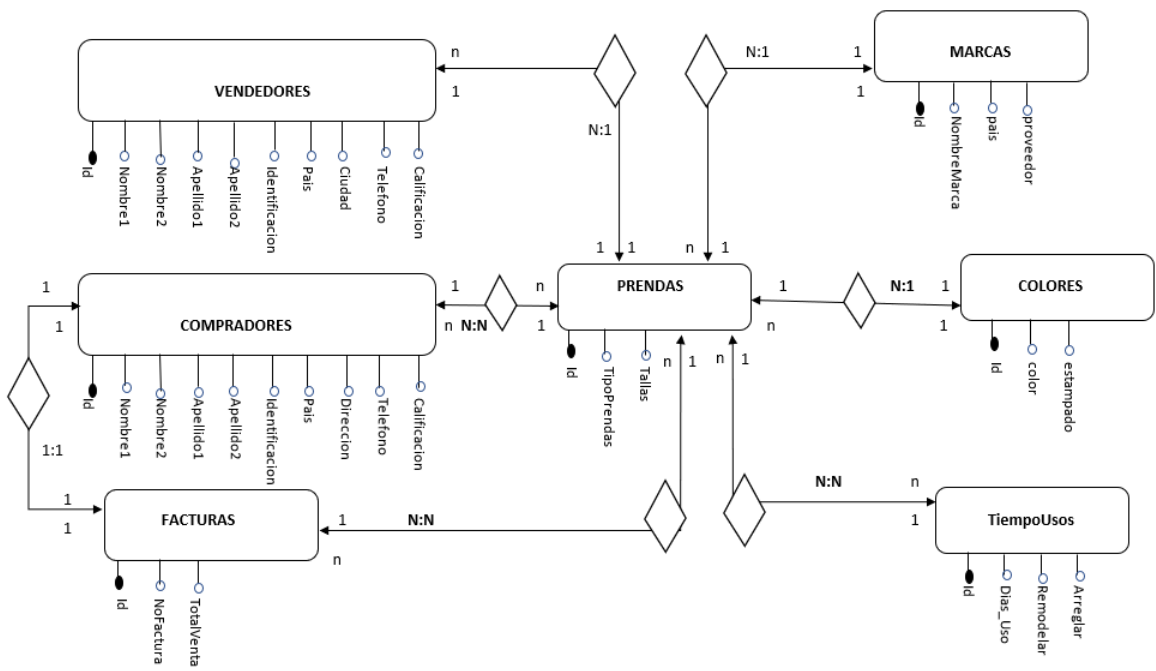 VENDEDORES
Id
Nombre1
Nombre2
Apellido1
Apellido2
Identificacion
Pais
Ciudad
Telefono
Calificacion
n
1
N:1
1
1
N:1
1
1
n
1
MARCAS
Id
NombreMarca
pais
proveedor
COMPRADORES
Id
Nombre1
Nombre2
Apellido1
Apellido2
Identificacion
Pais
Direccion
Telefono
Calificacion
1
1
1:1
1
1
1
n
N:N
n
1
PRENDAS
Id
TipoPrendas
Tallas
1
n
N:1
1
1
COLORES
Id
color
estampado
FACTURAS
Id
NoFactura
TotalVenta
1
n
N:N
n
1
n
1
N:N
n
1
TiempoUsos
Id
Dias_Uso
Remodelar
Arreglar